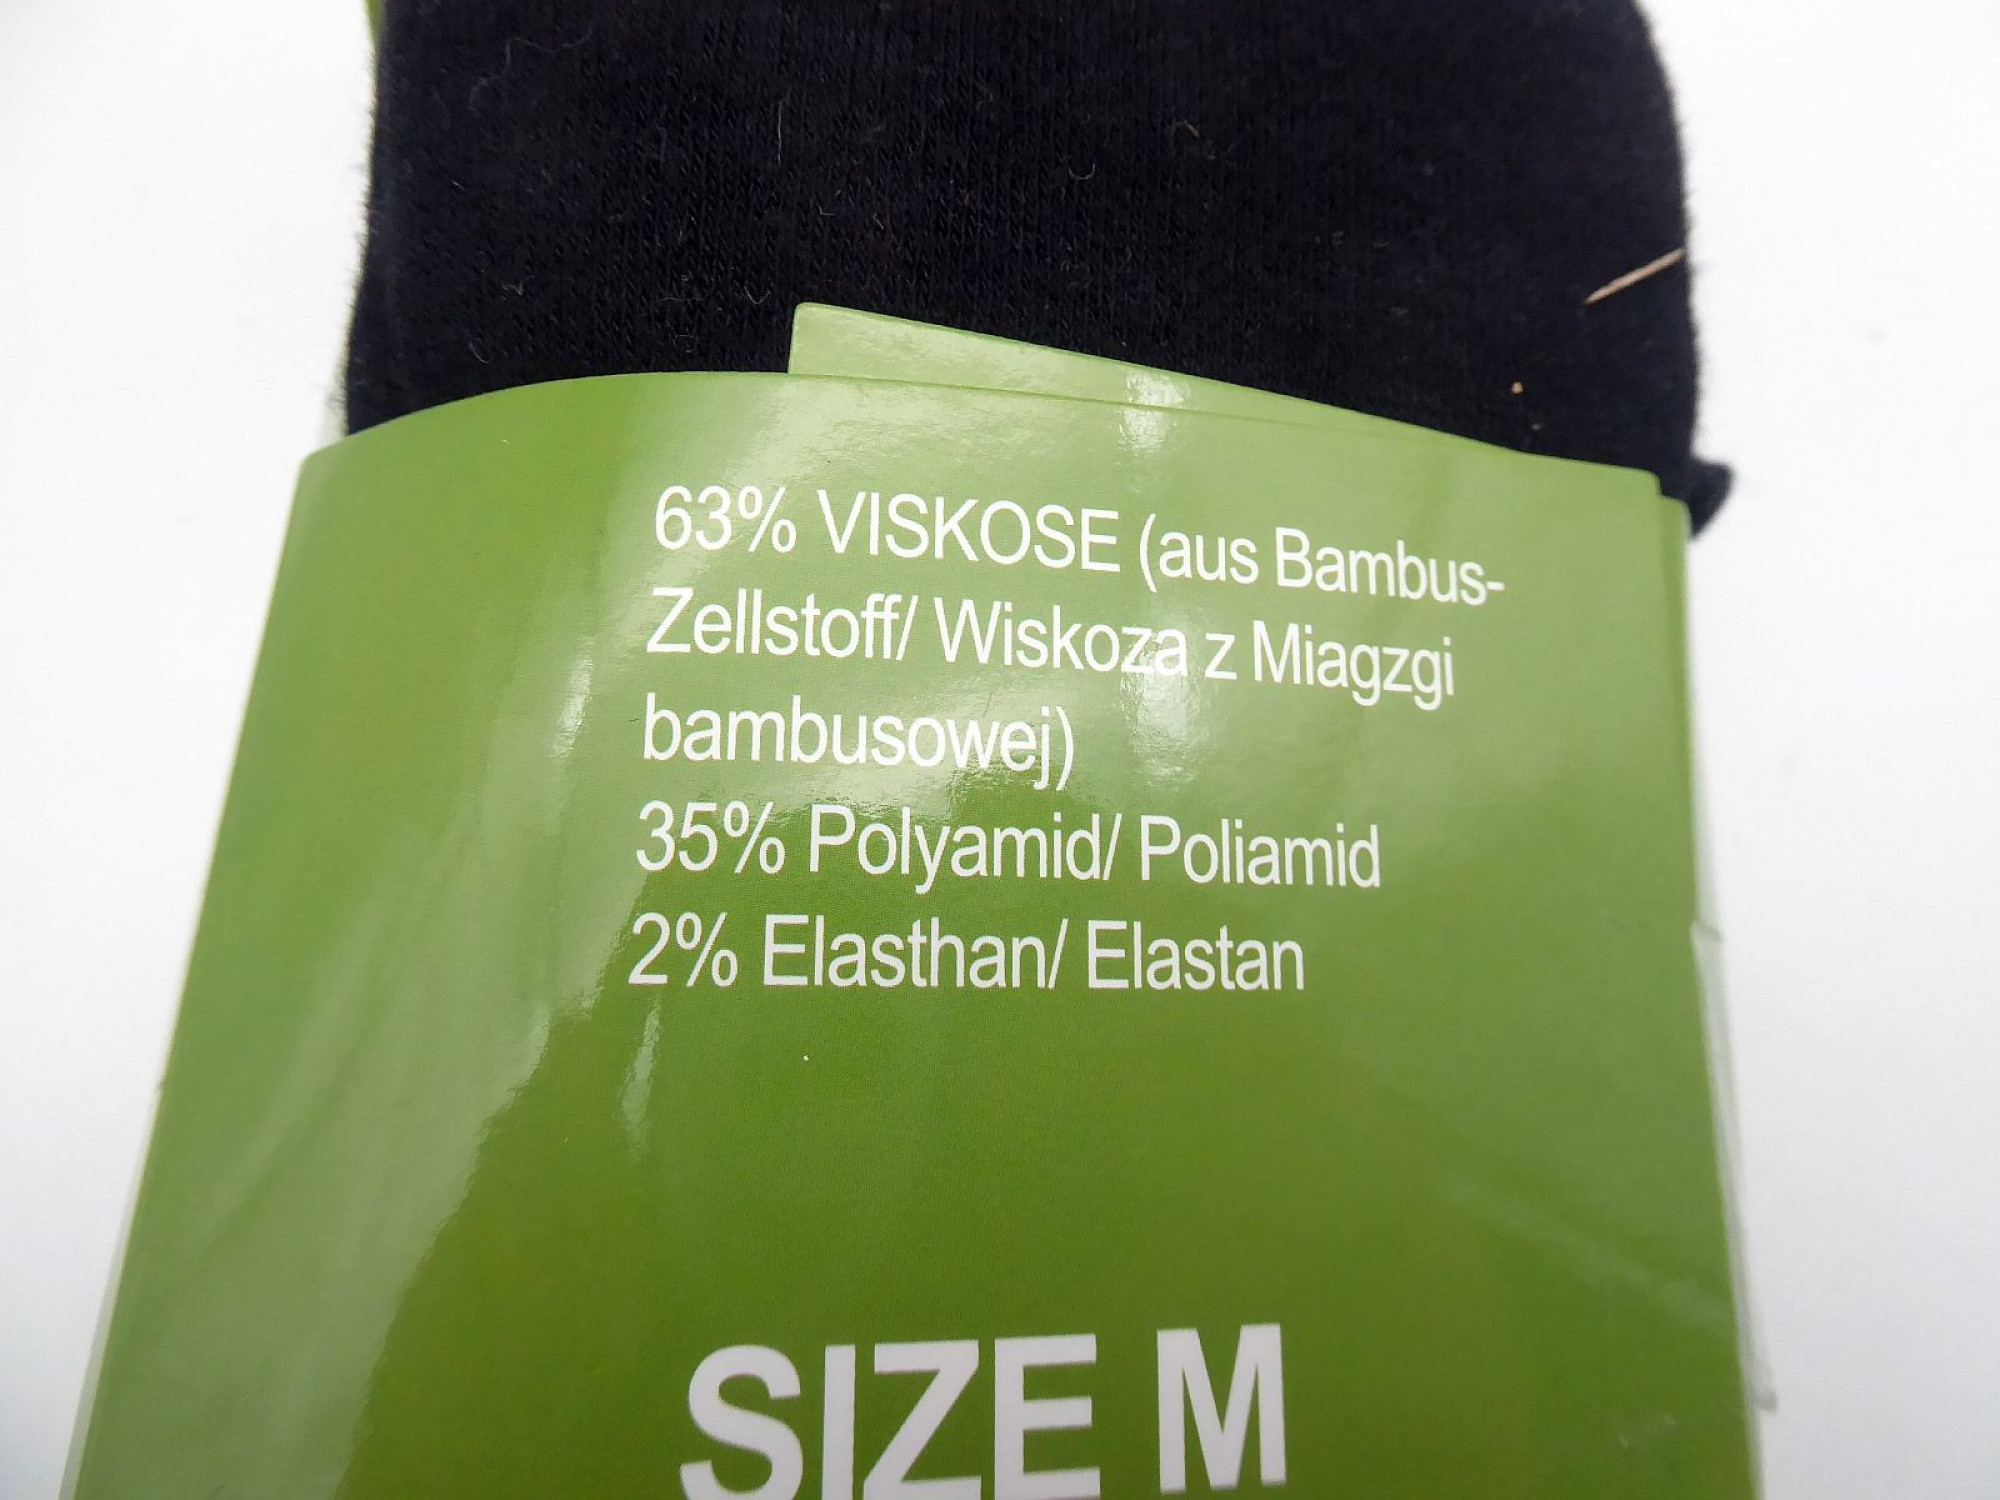 63% VISKOSE (aus Bambus-
Zellstoff/ Wiskoza z Miagzgi
bambusowej)
35% Polyamid/ Poliamid
2% Elasthan/ Elastan
SIZE M